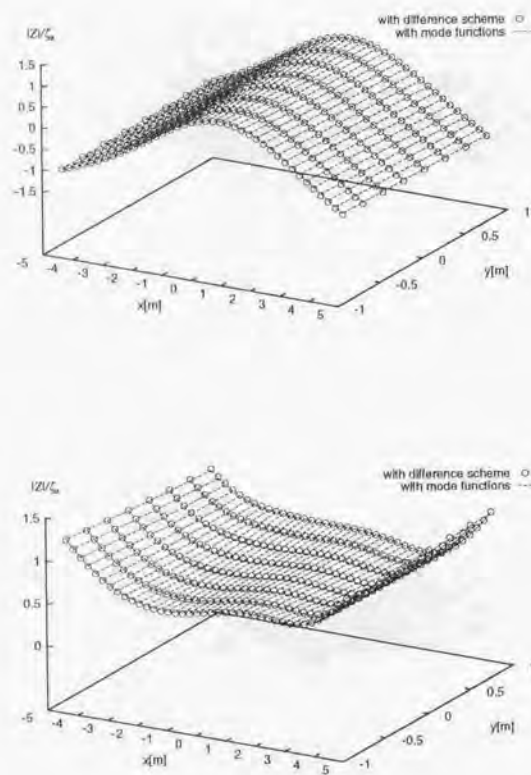 with difference scheme
with mode functions
|Z|/ζa
1.5
1
0.5
0
-0.5
-1
-1.5
-5 -4 -3 -2 -1 0 1 2 3 4 5
x[m]
-1 -0.5 0 0.5 1
y[m]
with difference scheme
with mode functions
|Z|/ζa
1.5
1
0.5
0
-5 -4 -3 -2 -1 0 1 2 3 4 5
x[m]
-1 -0.5 0 0.5
y[m]